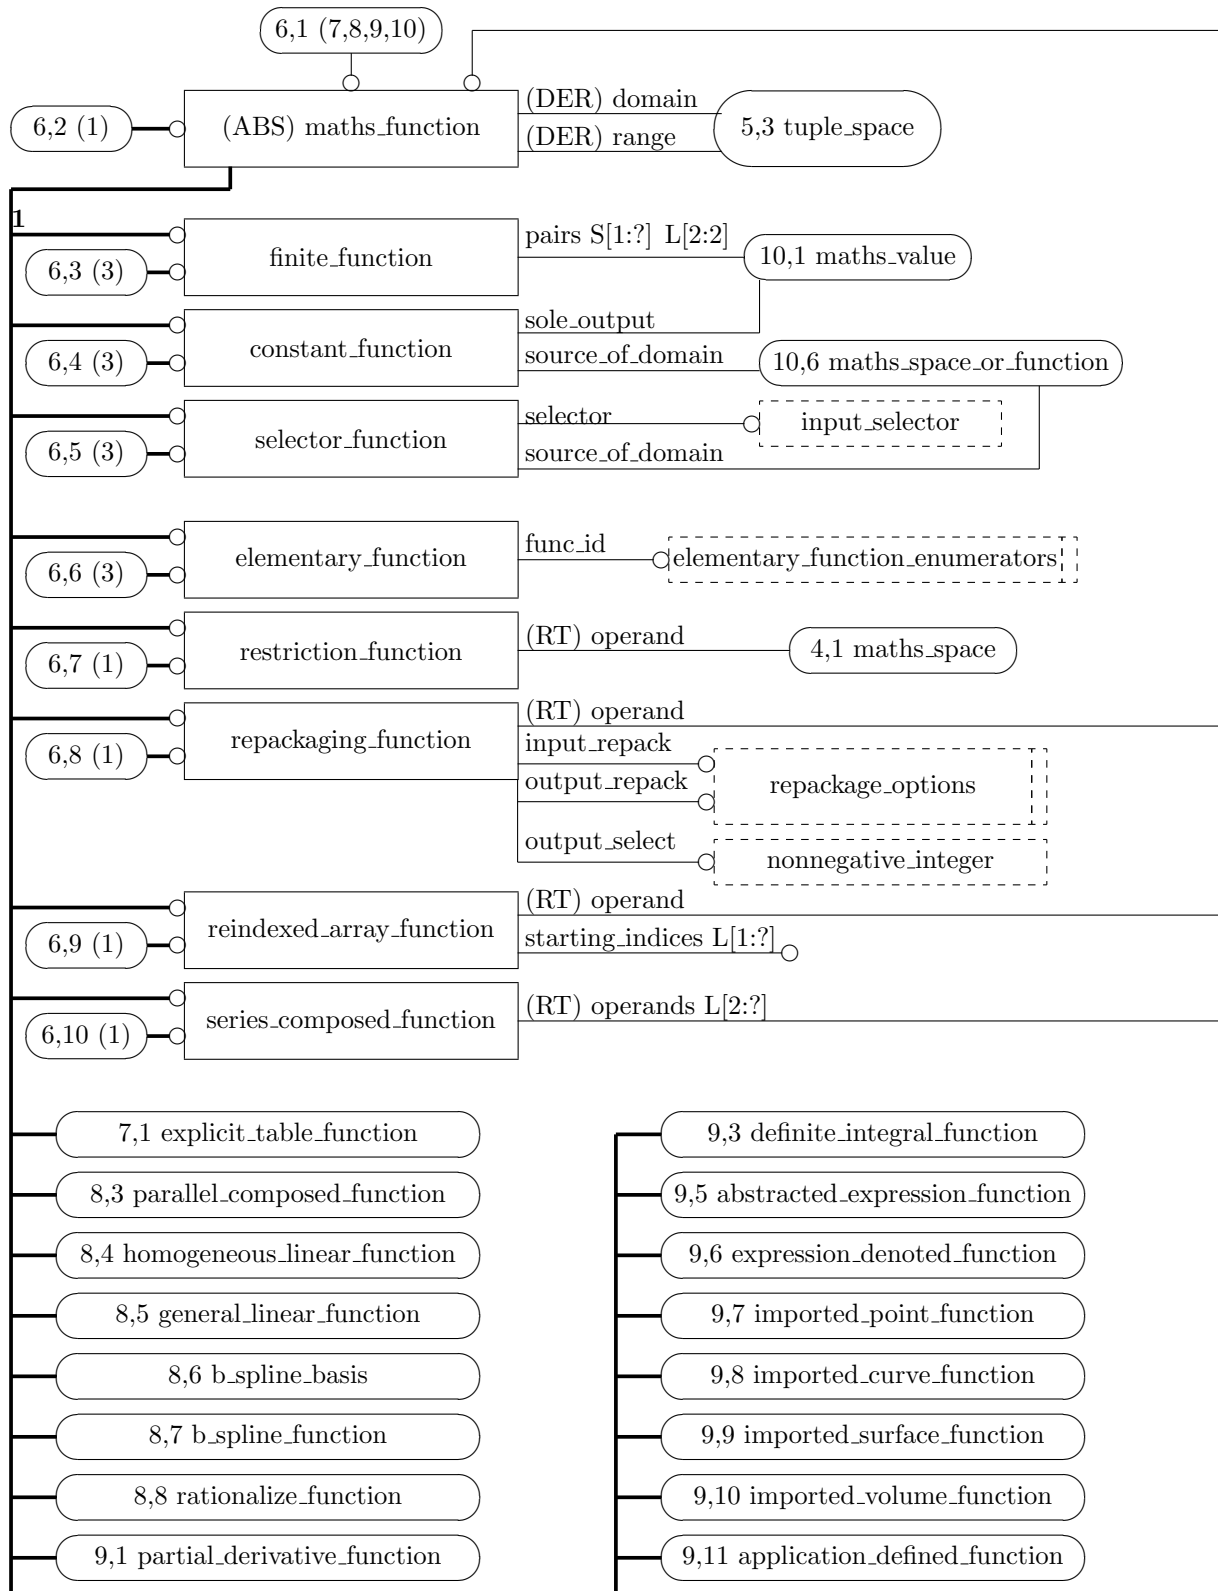 6,1 (7,8,9,10)
6,2 (1)
(ABS) maths_function
(DER) domain
(DER) range
5,3 tuple_space
1
6,3 (3)
finite_function
pairs S[1:?] L[2:2]
10,1 maths_value
6,4 (3)
constant_function
sole_output
source_of_domain
10,6 maths_space_or_function
6,5 (3)
selector_function
selector
source_of_domain
input_selector
6,6 (3)
elementary_function
func_id
elementary_function_enumerators
6,7 (1)
restriction_function
(RT) operand
4,1 maths_space
6,8 (1)
repackaging_function
(RT) operand
input_repack
output_repack
repackage_options
output_select
nonnegative_integer
6,9 (1)
reindexed_array_function
(RT) operand
starting_indices L[1:?]
6,10 (1)
series_composed_function
(RT) operands L[2:?]
7,1 explicit_table_function
8,3 parallel_composed_function
8,4 homogeneous_linear_function
8,5 general_linear_function
8,6 b_spline_basis
8,7 b_spline_function
8,8 rationalize_function
9,1 partial_derivative_function
9,3 definite_integral_function
9,5 abstracted_expression_function
9,6 expression_denoted_function
9,7 imported_point_function
9,8 imported_curve_function
9,9 imported_surface_function
9,10 imported_volume_function
9,11 application_defined_function